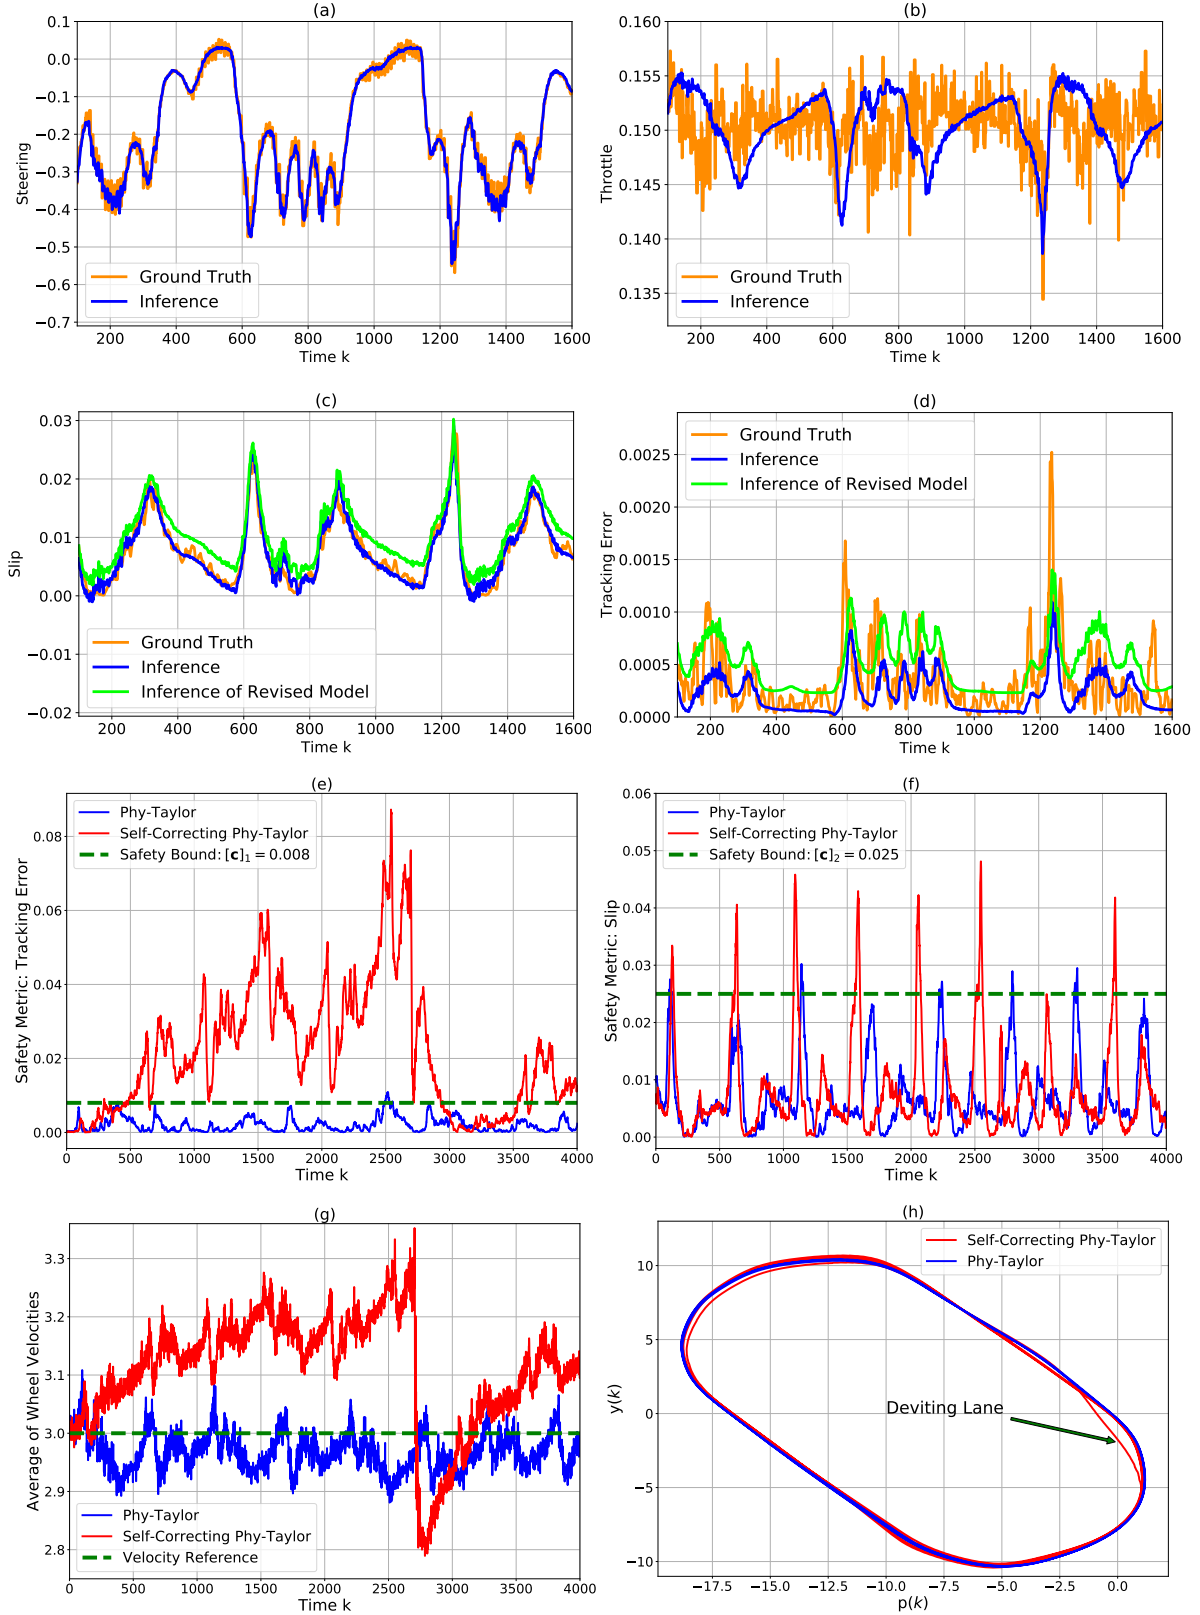 (a)
0.1
0.0
−0.1
−0.2
−0.3
−0.4
−0.5
−0.6
−0.7
Steering
Ground Truth
Inference
200 400 600 800 1000 1200 1400 1600
Time k
(b)
0.160
0.155
0.150
0.145
0.140
0.135
Throttle
Ground Truth
Inference
200 400 600 800 1000 1200 1400 1600
Time k
(c)
0.03
0.02
0.01
0.00
−0.01
−0.02
Slip
Ground Truth
Inference
Inference of Revised Model
200 400 600 800 1000 1200 1400 1600
Time k
(d)
0.0025
0.0020
0.0015
0.0010
0.0005
0.0000
Tracking Error
Ground Truth
Inference
Inference of Revised Model
200 400 600 800 1000 1200 1400 1600
Time k
(e)
0.08
0.06
0.04
0.02
0.00
Safety Metric: Tracking Error
Phy-Taylor
Self-Correcting Phy-Taylor
Safety Bound: [c]₁ = 0.008
0 500 1000 1500 2000 2500 3000 3500 4000
Time k
(f)
0.06
0.05
0.04
0.03
0.02
0.01
0.00
Safety Metric: Slip
Phy-Taylor
Self-Correcting Phy-Taylor
Safety Bound: [c]₂ = 0.025
0 500 1000 1500 2000 2500 3000 3500 4000
Time k
(g)
3.3
3.2
3.1
3.0
2.9
2.8
Average of Wheel Velocities
Phy-Taylor
Self-Correcting Phy-Taylor
Velocity Reference
0 500 1000 1500 2000 2500 3000 3500 4000
Time k
(h)
10
5
0
−5
−10
y(k)
Self-Correcting Phy-Taylor
Phy-Taylor
Deviting Lane
−17.5 −15.0 −12.5 −10.0 −7.5 −5.0 −2.5 0.0
p(k)